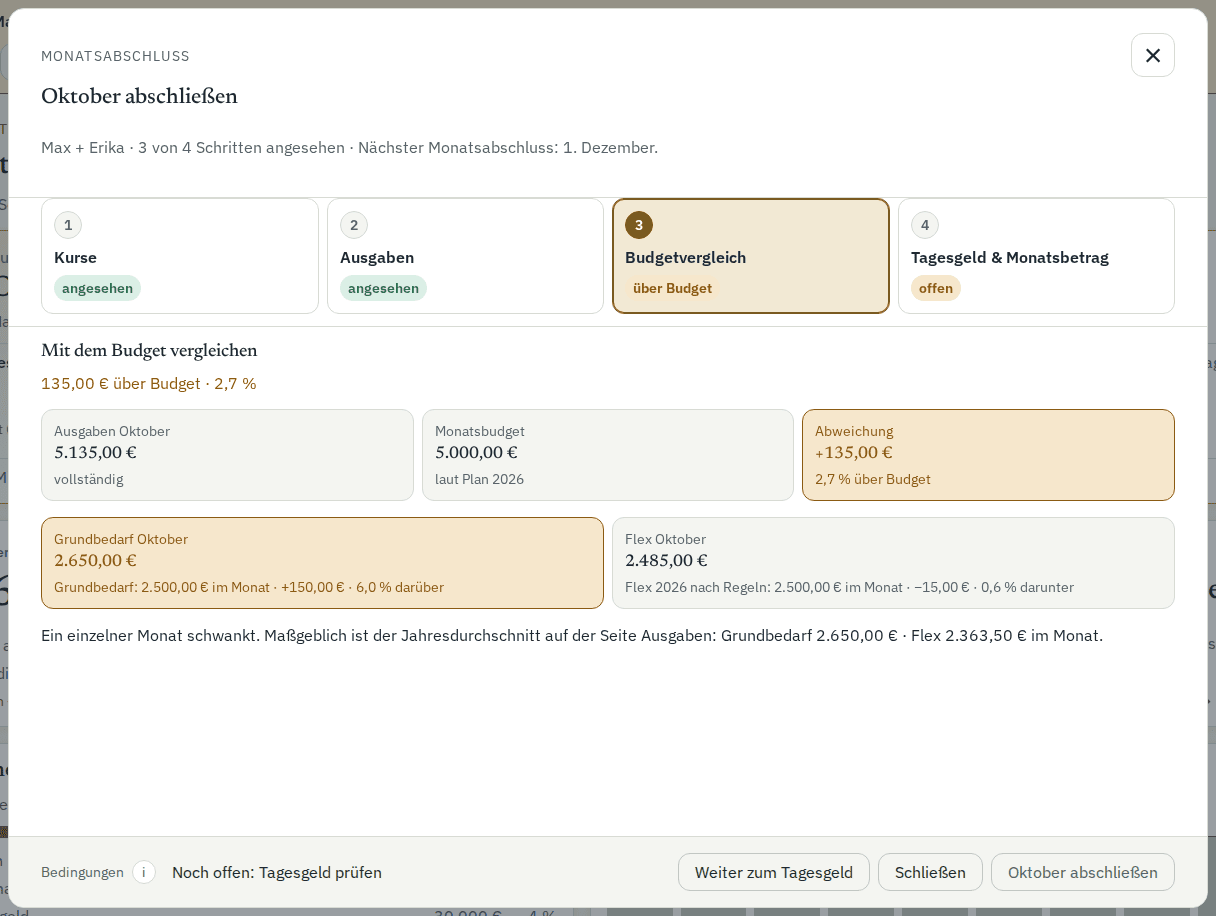 MONATSABSCHLUSS
Oktober abschließen
Max + Erika · 3 von 4 Schritten angesehen · Nächster Monatsabschluss: 1. Dezember.
1
Kurse
angesehen
2
Ausgaben
angesehen
3
Budgetvergleich
über Budget
4
Tagesgeld & Monatsbetrag
offen
Mit dem Budget vergleichen
135,00 € über Budget · 2,7 %
Ausgaben Oktober
5.135,00 €
vollständig
Monatsbudget
5.000,00 €
laut Plan 2026
Abweichung
+135,00 €
2,7 % über Budget
Grundbedarf Oktober
2.650,00 €
Grundbedarf: 2.500,00 € im Monat · +150,00 € · 6,0 % darüber
Flex Oktober
2.485,00 €
Flex 2026 nach Regeln: 2.500,00 € im Monat · −15,00 € · 0,6 % darunter
Ein einzelner Monat schwankt. Maßgeblich ist der Jahresdurchschnitt auf der Seite Ausgaben: Grundbedarf 2.650,00 € · Flex 2.363,50 € im Monat.
Bedingungen i Noch offen: Tagesgeld prüfen
Weiter zum Tagesgeld
Schließen
Oktober abschließen